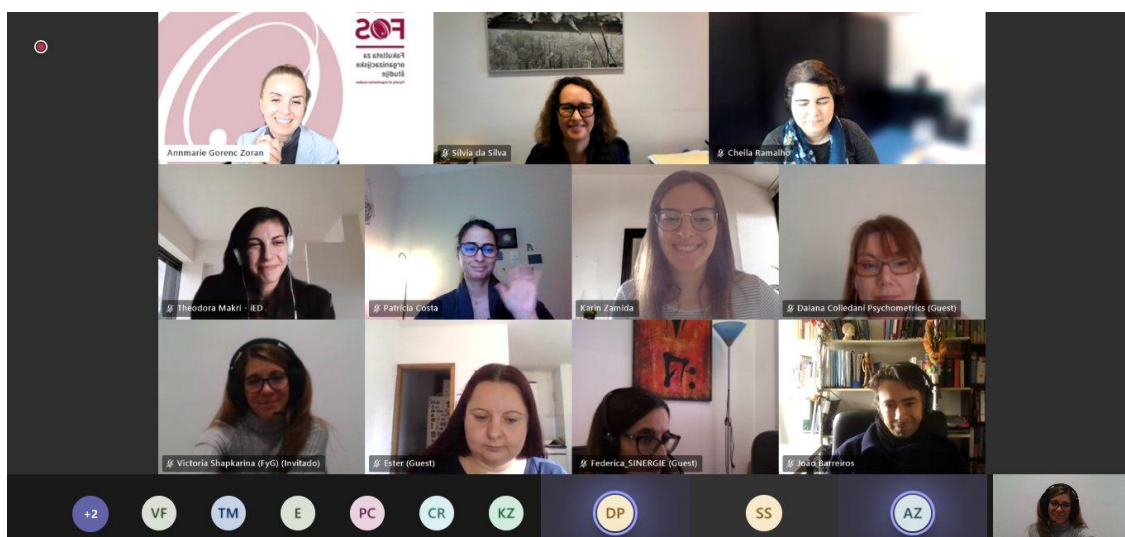 FOS
Fakulteta za
organizacijske
študije
Annmarie Gorenc Zoran
Sílvia da Silva
Cheila Ramalho
Theodora Makri - IED
Patrícia Costa
Karin Zamida
Daiana Colledani Psychometrics (Guest)
Victoria Shapkarina (FyG) (Invitado)
Ester (Guest)
Federica_SINERGIE (Guest)
João Barreiros
+2
VF
TM
E
PC
CR
KZ
DP
SS
AZ